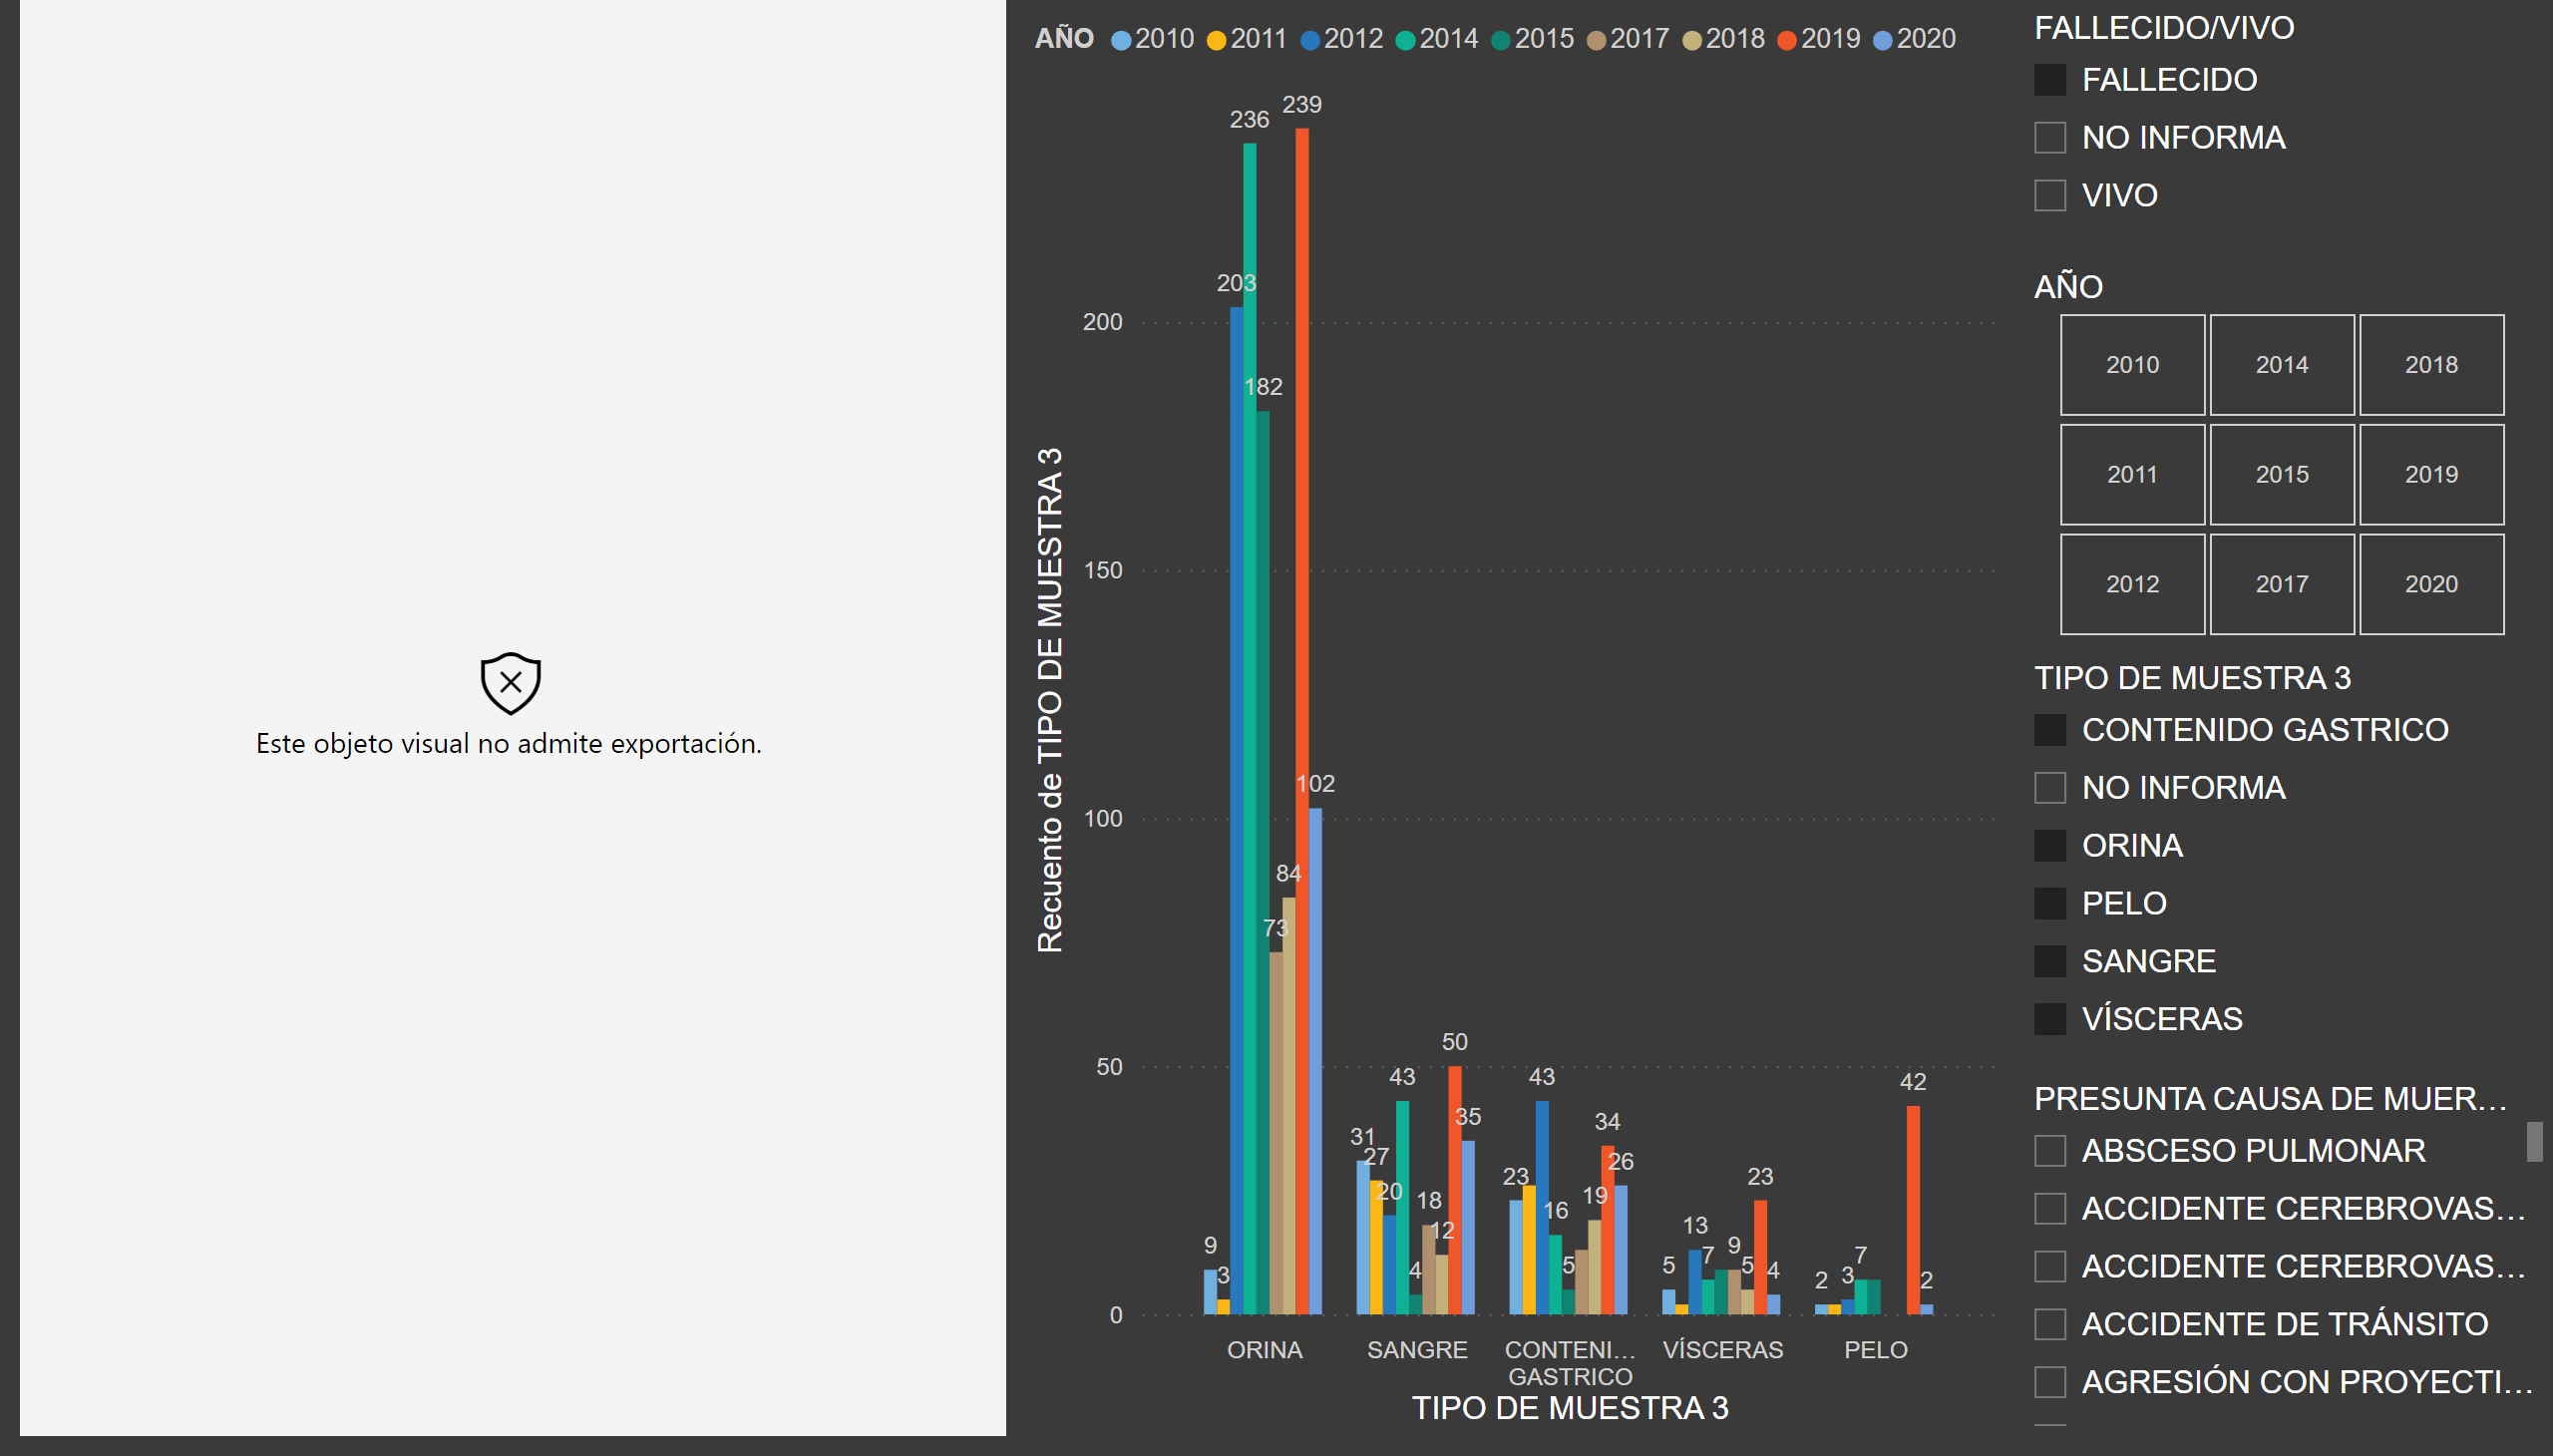 Este objeto visual no admite exportación.
AÑO 2010 2011 2012 2014 2015 2017 2018 2019 2020
Recuento de TIPO DE MUESTRA 3
200
150
100
50
0
9
3
203
236
182
73
84
239
102
31
27
20
43
4
18
12
50
35
23
43
16
5
19
34
26
5
13
7
9
5
23
4
2
3
7
42
2
ORINA
SANGRE
CONTENI...
GASTRICO
VÍSCERAS
PELO
TIPO DE MUESTRA 3
FALLECIDO/VIVO
FALLECIDO
NO INFORMA
VIVO
AÑO
2010 2014 2018
2011 2015 2019
2012 2017 2020
TIPO DE MUESTRA 3
CONTENIDO GASTRICO
NO INFORMA
ORINA
PELO
SANGRE
VÍSCERAS
PRESUNTA CAUSA DE MUER...
ABSCESO PULMONAR
ACCIDENTE CEREBROVAS...
ACCIDENTE CEREBROVAS...
ACCIDENTE DE TRÁNSITO
AGRESIÓN CON PROYECTI...